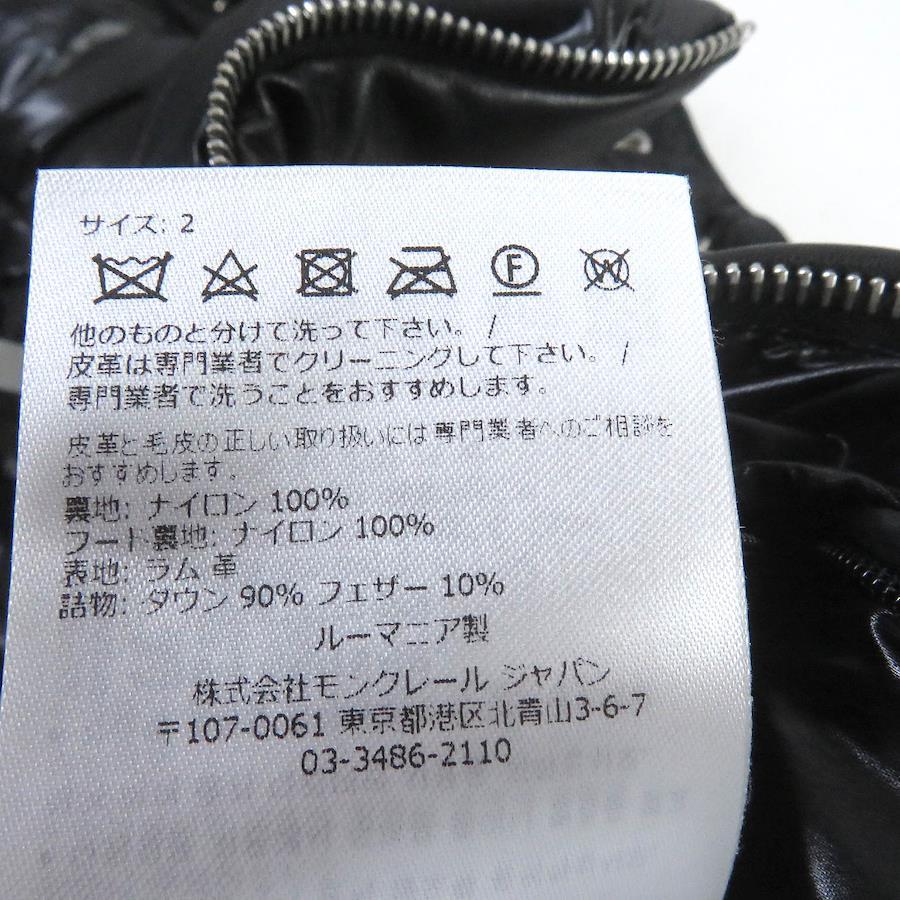 サイズ: 2
F W
他のものと分けて洗って下さい。/
皮革は専門業者でクリーニングして下さい。/
専門業者で洗うことをおすすめします。
皮革と毛皮の正しい取り扱いには専門業者へのご相談を
おすすめします。
裏地: ナイロン 100%
フード裏地: ナイロン 100%
表地: ラム 革
詰物: ダウン 90% フェザー 10%
ルーマニア製
株式会社モンクレール ジャパン
〒107-0061 東京都港区北青山3-6-7
03-3486-2110